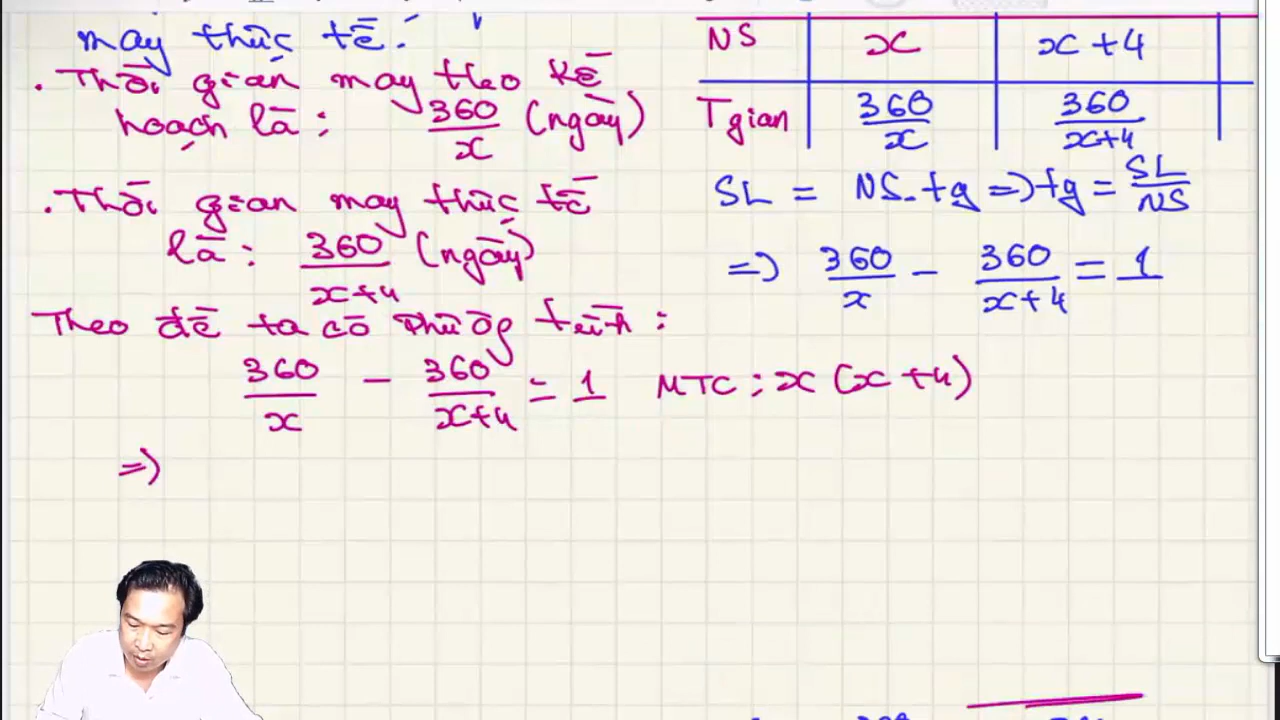 may thực tế.
. Thời gian may theo kế
hoạch là : 360/x (ngày)
. Thời gian may thực tế
là : 360/x+4 (ngày)
Theo đề ta có phương trình :
360/x - 360/x+4 = 1 MTC : x (x+4)
=>
NS x x+4
Tgian 360/x 360/x+4
SL = NS.tg => tg = SL/NS
=> 360/x - 360/x+4 = 1